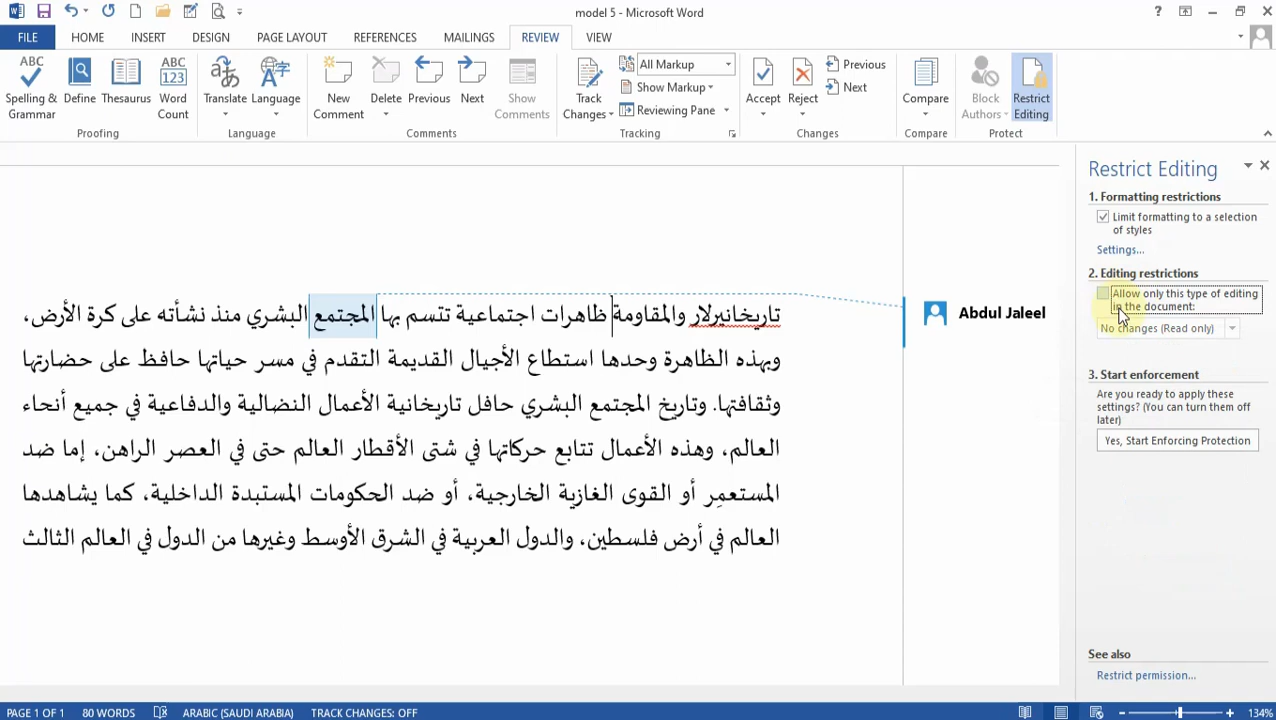 model 5 - Microsoft Word
FILE HOME INSERT DESIGN PAGE LAYOUT REFERENCES MAILINGS REVIEW VIEW
Spelling & Grammar
Define
Thesaurus
Word Count
Proofing
Translate
Language
Language
New Comment
Delete
Previous
Next
Show Comments
Comments
Track Changes
All Markup
Show Markup
Reviewing Pane
Tracking
Accept
Reject
Previous
Next
Changes
Compare
Compare
Block Authors
Restrict Editing
Protect
تاريخانيرلار والمقاومة ظاهرات اجتماعية تتسم بها المجتمع البشري منذ نشأته على كرة الأرض،
وبهذه الظاهرة وحدها استطاع الأجيال القديمة التقدم في مسر حياتها حافظ على حضارتها
وثقافتها. وتاريخ المجتمع البشري حافل تاريخانية الأعمال النضالية والدفاعية في جميع أنحاء
العالم، وهذه الأعمال تتابع حركاتها في شتى الأقطار العالم حتى في العصر الراهن، إما ضد
المستعمِر أو القوى الغازية الخارجية، أو ضد الحكومات المستبدة الداخلية، كما يشاهدها
العالم في أرض فلسطين، والدول العربية في الشرق الأوسط وغيرها من الدول في العالم الثالث
Abdul Jaleel
Restrict Editing
1. Formatting restrictions
Limit formatting to a selection
of styles
Settings...
2. Editing restrictions
Allow only this type of editing
in the document:
No changes (Read only)
3. Start enforcement
Are you ready to apply these
settings? (You can turn them off
later)
Yes, Start Enforcing Protection
See also
Restrict permission...
PAGE 1 OF 1 80 WORDS ARABIC (SAUDI ARABIA) TRACK CHANGES: OFF 134%